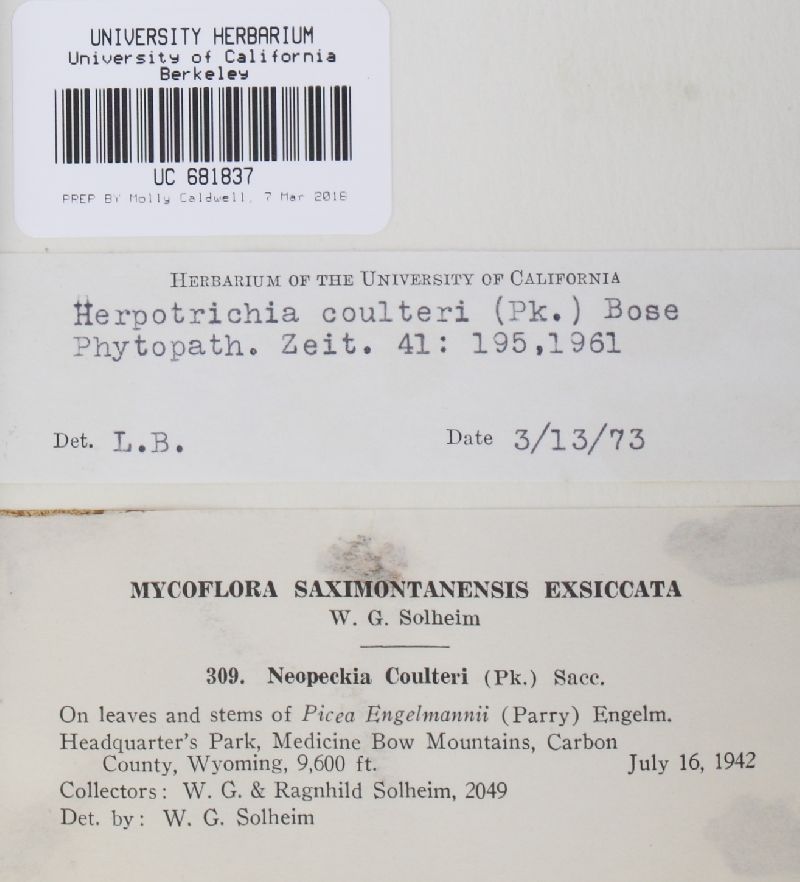 UNIVERSITY HERBARIUM
University of California
Berkeley
UC 681837
PREP BY Molly Caldwell, 7 Mar 2018
HERBARIUM OF THE UNIVERSITY OF CALIFORNIA
Herpotrichia coulteri (Pk.) Bose
Phytopath. Zeit. 41: 195,1961
Det. L.B. Date 3/13/73
MYCOFLORA SAXIMONTANENSIS EXSICCATA
W. G. Solheim
309. Neopeckia Coulteri (Pk.) Sacc.
On leaves and stems of Picea Engelmannii (Parry) Engelm.
Headquarter's Park, Medicine Bow Mountains, Carbon
County, Wyoming, 9,600 ft. July 16, 1942
Collectors: W. G. & Ragnhild Solheim, 2049
Det. by: W. G. Solheim